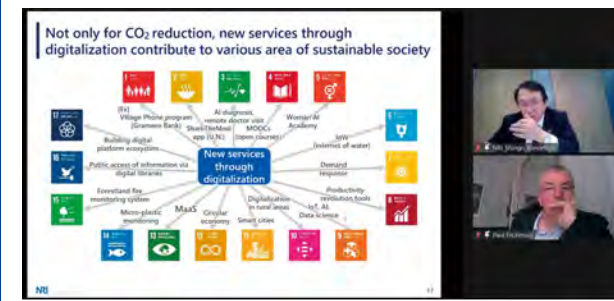 Not only for CO2 reduction, new services through
digitalization contribute to various area of sustainable society
(Ex)
Village Phone program
(Grameen Bank)
ShareTheMeal
app (U.N.)
AI diagnosis,
remote doctor visit
MOOCs
(open courses)
Women AI
Academy
Building digital
platform ecosystem
New services
through
digitalization
IoW
(internet of water)
Public access of information via
digital libraries
Demand
response
Forestland fire
monitoring system
Productivity
revolution tools
Micro-plastic
monitoring
MaaS
Circular
economy
Smart cities
Digitalization
in rural areas
IoT, AI,
Data science
NRI